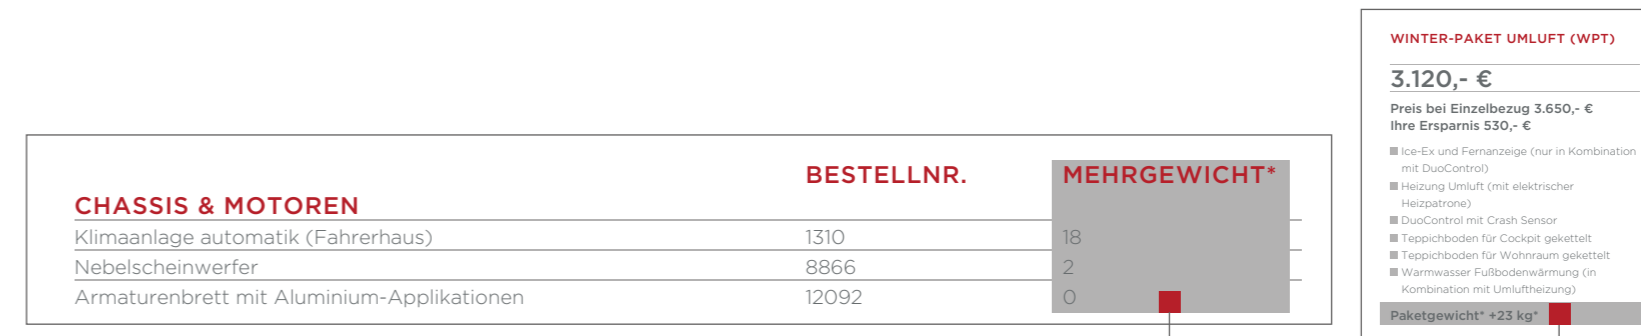 BESTELLNR. MEHRGEWICHT*
CHASSIS & MOTOREN
Klimaanlage automatik (Fahrerhaus) 1310 18
Nebelscheinwerfer 8866 2
Armaturenbrett mit Aluminium-Applikationen 12092 0
WINTER-PAKET UMLUFT (WPT)
3.120,- €
Preis bei Einzelbezug 3.650,- €
Ihre Ersparnis 530,- €
Ice-Ex und Fernanzeige (nur in Kombination
mit DuoControl)
Heizung Umluft (mit elektrischer
Heizpatrone)
DuoControl mit Crash Sensor
Teppichboden für Cockpit gekettelt
Teppichboden für Wohnraum gekettelt
Warmwasser Fußbodenwärmung (in
Kombination mit Umluftheizung)
Paketgewicht* +23 kg*